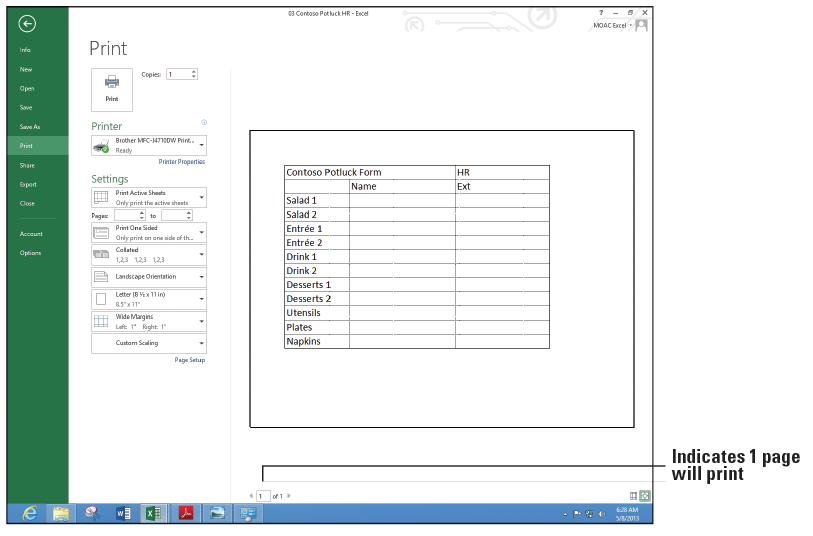 03 Contoso Potluck HR - Excel
?
MOAC Excel
Info
New
Open
Save
Save As
Print
Share
Export
Close
Account
Options
Print
Copies: 1
Print
Printer
Brother MFC-J4710DW Print...
Ready
Printer Properties
Settings
Print Active Sheets
Only print the active sheets
Pages: to
Print One Sided
Only print on one side of th...
Collated
1,2,3 1,2,3 1,2,3
Landscape Orientation
Letter (8 ½ x 11 in)
8.5" x 11"
Wide Margins
Left: 1" Right: 1"
Custom Scaling
Page Setup
Contoso Potluck Form HR
Name Ext
Salad 1
Salad 2
Entrée 1
Entrée 2
Drink 1
Drink 2
Desserts 1
Desserts 2
Utensils
Plates
Napkins
1 of 1
Indicates 1 page
will print
6:28 AM
5/8/2013